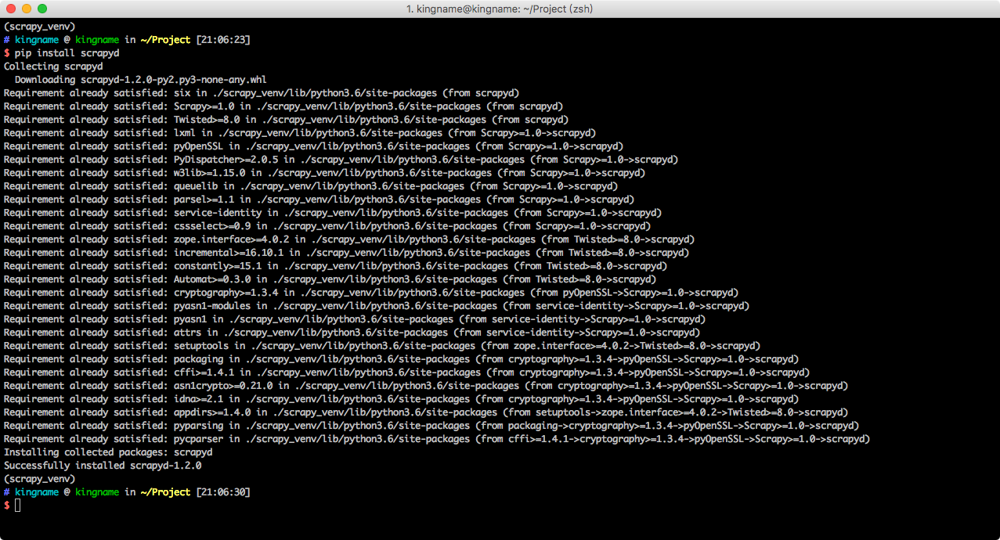 1. kingname@kingname: ~/Project (zsh)
(scrapy_venv)
# kingname @ kingname in ~/Project [21:06:23]
$ pip install scrapyd
Collecting scrapyd
  Downloading scrapyd-1.2.0-py2.py3-none-any.whl
Requirement already satisfied: six in ./scrapy_venv/lib/python3.6/site-packages (from scrapyd)
Requirement already satisfied: Scrapy>=1.0 in ./scrapy_venv/lib/python3.6/site-packages (from scrapyd)
Requirement already satisfied: Twisted>=8.0 in ./scrapy_venv/lib/python3.6/site-packages (from scrapyd)
Requirement already satisfied: lxml in ./scrapy_venv/lib/python3.6/site-packages (from Scrapy>=1.0->scrapyd)
Requirement already satisfied: pyOpenSSL in ./scrapy_venv/lib/python3.6/site-packages (from Scrapy>=1.0->scrapyd)
Requirement already satisfied: PyDispatcher>=2.0.5 in ./scrapy_venv/lib/python3.6/site-packages (from Scrapy>=1.0->scrapyd)
Requirement already satisfied: w3lib>=1.15.0 in ./scrapy_venv/lib/python3.6/site-packages (from Scrapy>=1.0->scrapyd)
Requirement already satisfied: queuelib in ./scrapy_venv/lib/python3.6/site-packages (from Scrapy>=1.0->scrapyd)
Requirement already satisfied: parsel>=1.1 in ./scrapy_venv/lib/python3.6/site-packages (from Scrapy>=1.0->scrapyd)
Requirement already satisfied: service-identity in ./scrapy_venv/lib/python3.6/site-packages (from Scrapy>=1.0->scrapyd)
Requirement already satisfied: cssselect>=0.9 in ./scrapy_venv/lib/python3.6/site-packages (from Scrapy>=1.0->scrapyd)
Requirement already satisfied: zope.interface>=4.0.2 in ./scrapy_venv/lib/python3.6/site-packages (from Twisted>=8.0->scrapyd)
Requirement already satisfied: incremental>=16.10.1 in ./scrapy_venv/lib/python3.6/site-packages (from Twisted>=8.0->scrapyd)
Requirement already satisfied: constantly>=15.1 in ./scrapy_venv/lib/python3.6/site-packages (from Twisted>=8.0->scrapyd)
Requirement already satisfied: Automat>=0.3.0 in ./scrapy_venv/lib/python3.6/site-packages (from Twisted>=8.0->scrapyd)
Requirement already satisfied: cryptography>=1.3.4 in ./scrapy_venv/lib/python3.6/site-packages (from pyOpenSSL->Scrapy>=1.0->scrapyd)
Requirement already satisfied: pyasn1-modules in ./scrapy_venv/lib/python3.6/site-packages (from service-identity->Scrapy>=1.0->scrapyd)
Requirement already satisfied: pyasn1 in ./scrapy_venv/lib/python3.6/site-packages (from service-identity->Scrapy>=1.0->scrapyd)
Requirement already satisfied: attrs in ./scrapy_venv/lib/python3.6/site-packages (from service-identity->Scrapy>=1.0->scrapyd)
Requirement already satisfied: setuptools in ./scrapy_venv/lib/python3.6/site-packages (from zope.interface>=4.0.2->Twisted>=8.0->scrapyd)
Requirement already satisfied: packaging in ./scrapy_venv/lib/python3.6/site-packages (from cryptography>=1.3.4->pyOpenSSL->Scrapy>=1.0->scrapyd)
Requirement already satisfied: cffi>=1.4.1 in ./scrapy_venv/lib/python3.6/site-packages (from cryptography>=1.3.4->pyOpenSSL->Scrapy>=1.0->scrapyd)
Requirement already satisfied: asn1crypto>=0.21.0 in ./scrapy_venv/lib/python3.6/site-packages (from cryptography>=1.3.4->pyOpenSSL->Scrapy>=1.0->scrapyd)
Requirement already satisfied: idna>=2.1 in ./scrapy_venv/lib/python3.6/site-packages (from cryptography>=1.3.4->pyOpenSSL->Scrapy>=1.0->scrapyd)
Requirement already satisfied: appdirs>=1.4.0 in ./scrapy_venv/lib/python3.6/site-packages (from setuptools->zope.interface>=4.0.2->Twisted>=8.0->scrapyd)
Requirement already satisfied: pyparsing in ./scrapy_venv/lib/python3.6/site-packages (from packaging->cryptography>=1.3.4->pyOpenSSL->Scrapy>=1.0->scrapyd)
Requirement already satisfied: pycparser in ./scrapy_venv/lib/python3.6/site-packages (from cffi>=1.4.1->cryptography>=1.3.4->pyOpenSSL->Scrapy>=1.0->scrapyd)
Installing collected packages: scrapyd
Successfully installed scrapyd-1.2.0
(scrapy_venv)
# kingname @ kingname in ~/Project [21:06:30]
$